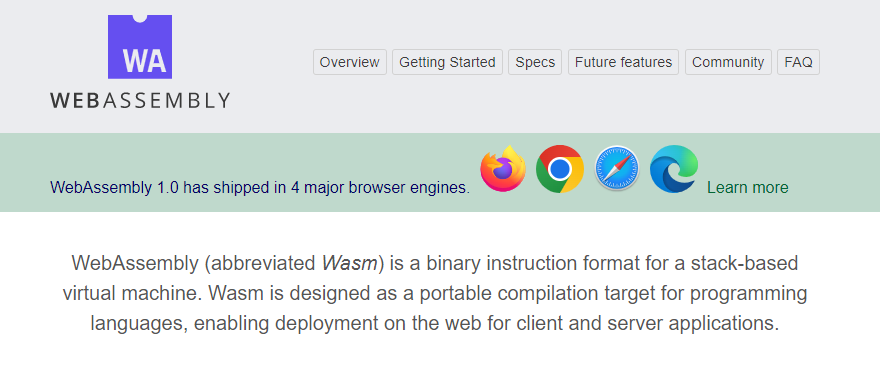 WA
WEBASSEMBLY
Overview
Getting Started
Specs
Future features
Community
FAQ
WebAssembly 1.0 has shipped in 4 major browser engines.
Learn more
WebAssembly (abbreviated Wasm) is a binary instruction format for a stack-based
virtual machine. Wasm is designed as a portable compilation target for programming
languages, enabling deployment on the web for client and server applications.